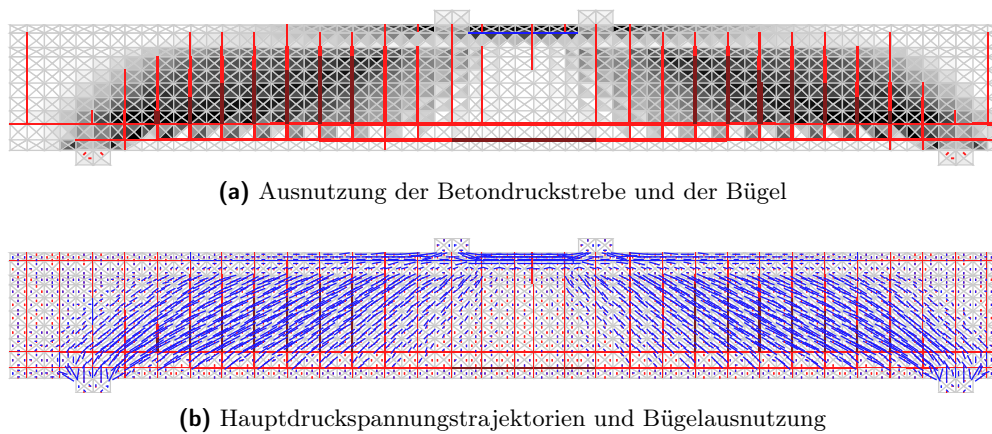 (a) Ausnutzung der Betondruckstrebe und der Bügel
(b) Hauptdruckspannungstrajektorien und Bügelausnutzung